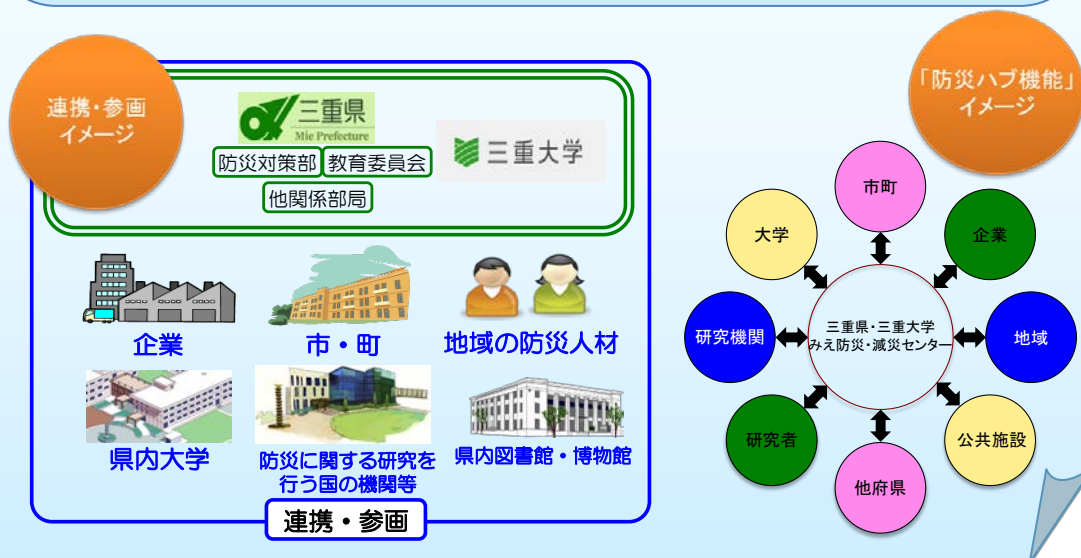 連携・参画
イメージ
三重県
Mie Prefecture
三重大学
防災対策部
教育委員会
他関係部局
企業
市・町
地域の防災人材
県内大学
防災に関する研究を
行う国の機関等
県内図書館・博物館
連携・参画
「防災ハブ機能」
イメージ
市町
大学
企業
研究機関
三重県・三重大学
みえ防災・減災センター
地域
研究者
公共施設
他府県